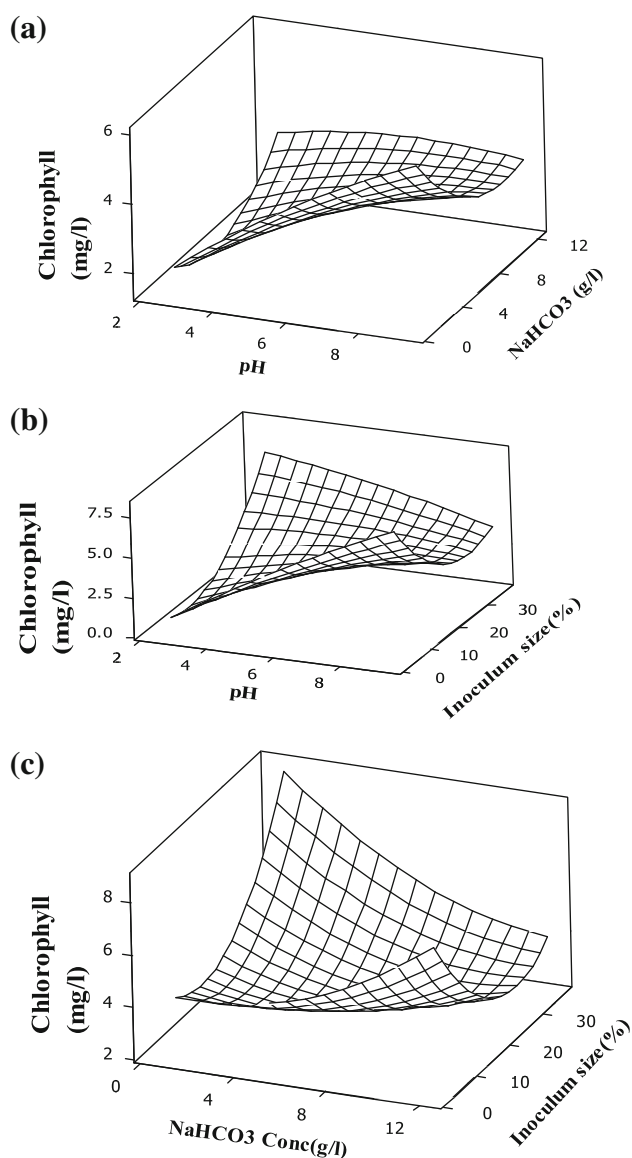 (a)
Chlorophyll
(mg/l)
6
4
2
2
4
6
8
pH
0
4
8
12
NaHCO3 (g/l)
(b)
Chlorophyll
(mg/l)
7.5
5.0
2.5
0.0
2
4
6
8
pH
0
10
20
30
Inoculum size(%)
(c)
Chlorophyll
(mg/l)
8
6
4
2
0
4
8
12
NaHCO3 Conc(g/l)
0
10
20
30
Inoculum size(%)